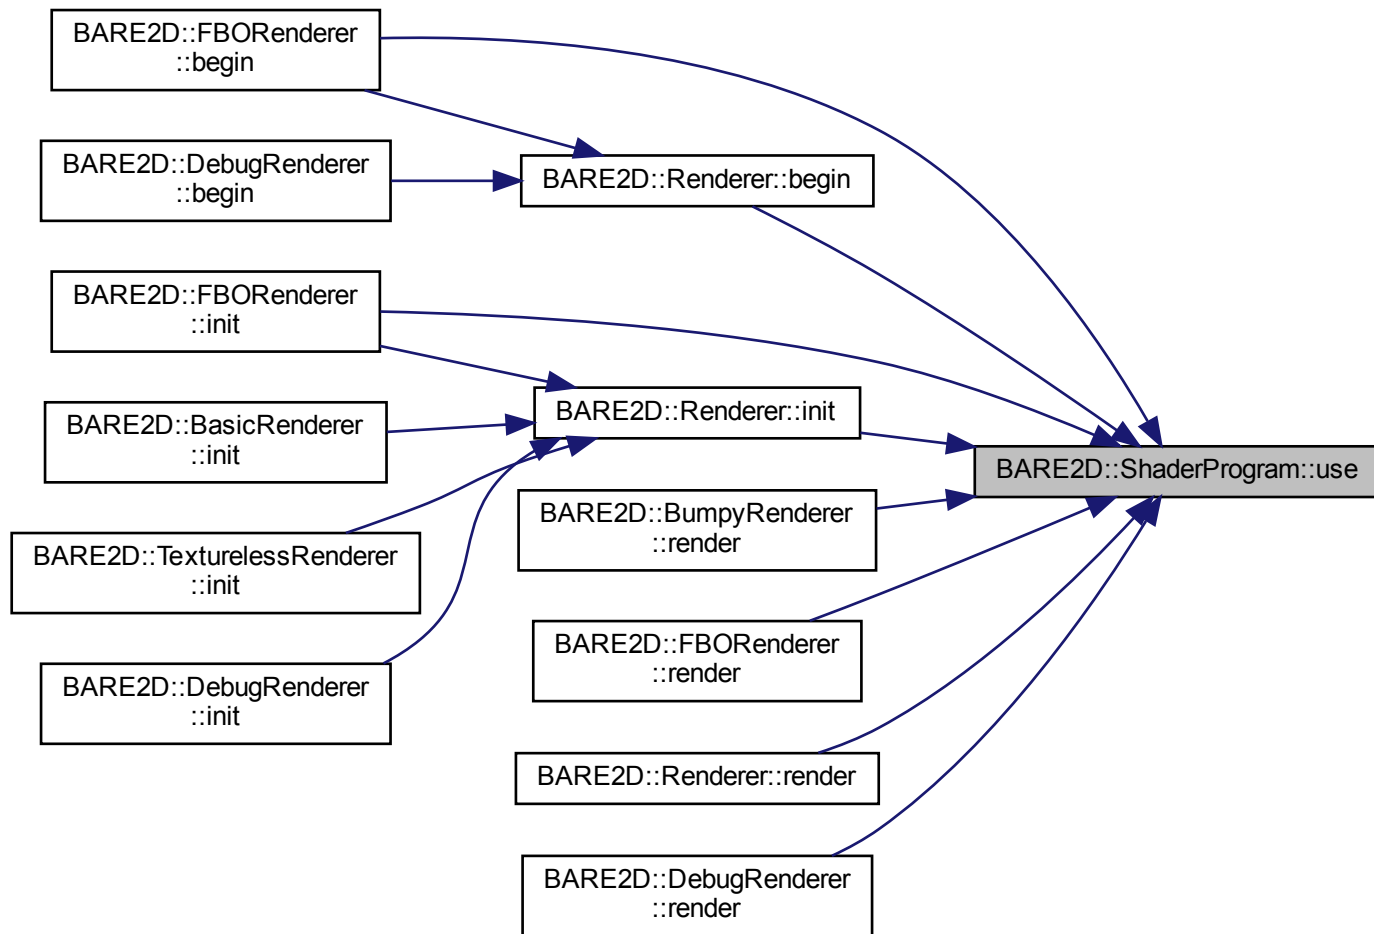 BARE2D::FBORenderer
::begin
BARE2D::DebugRenderer
::begin
BARE2D::Renderer::begin
BARE2D::FBORenderer
::init
BARE2D::Renderer::init
BARE2D::BasicRenderer
::init
BARE2D::ShaderProgram::use
BARE2D::BumpyRenderer
::render
BARE2D::TexturelessRenderer
::init
BARE2D::FBORenderer
::render
BARE2D::DebugRenderer
::init
BARE2D::Renderer::render
BARE2D::DebugRenderer
::render